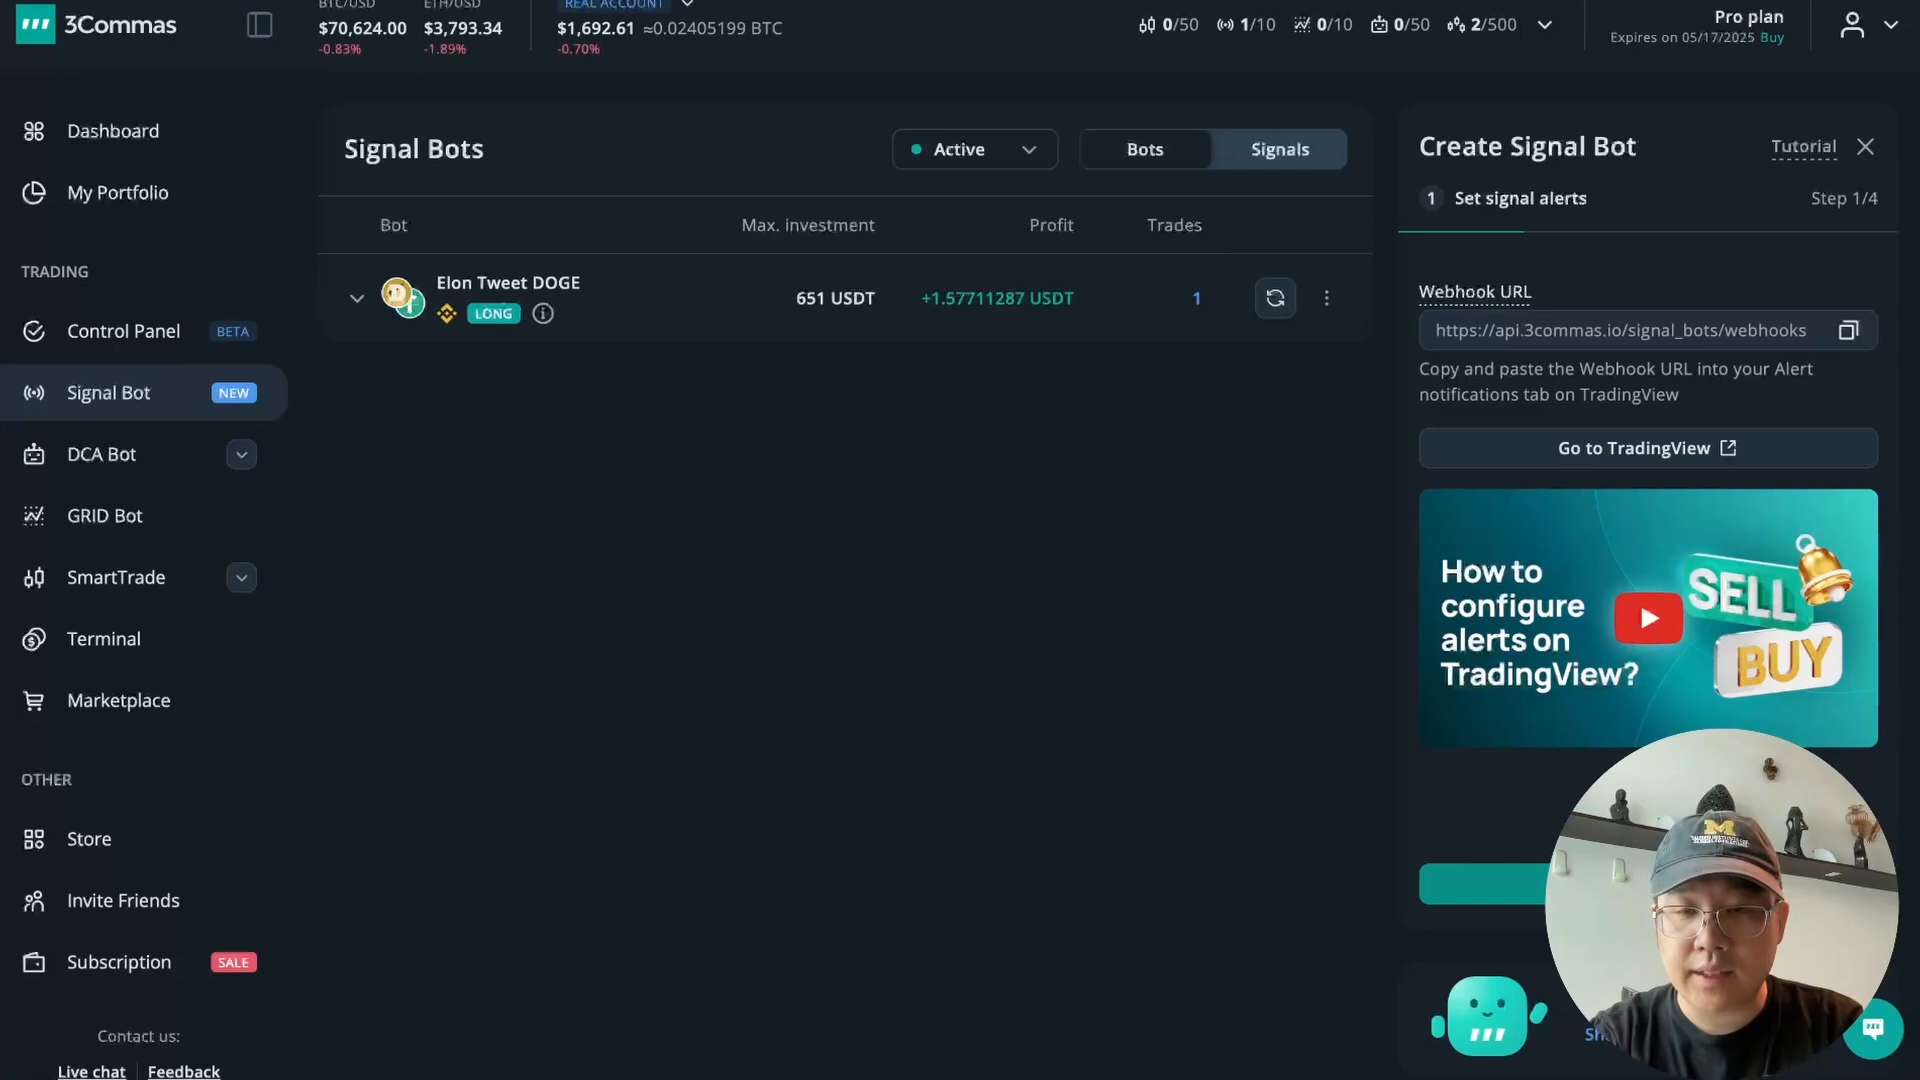 3Commas
BTC/USD
$70,624.00
-0.83%
ETH/USD
$3,793.34
-1.89%
REAL ACCOUNT
$1,692.61 ≈0.02405199 BTC
-0.70%
0/50
1/10
0/10
0/50
2/500
Pro plan
Expires on 05/17/2025 Buy
Dashboard
My Portfolio
TRADING
Control Panel BETA
Signal Bot NEW
DCA Bot
GRID Bot
SmartTrade
Terminal
Marketplace
OTHER
Store
Invite Friends
Subscription SALE
Contact us:
Live chat
Feedback
Signal Bots
Active
Bots
Signals
Bot
Max. investment
Profit
Trades
Elon Tweet DOGE
LONG
651 USDT
+1.57711287 USDT
1
Create Signal Bot
Tutorial
1 Set signal alerts
Step 1/4
Webhook URL
https://api.3commas.io/signal_bots/webhooks
Copy and paste the Webhook URL into your Alert
notifications tab on TradingView
Go to TradingView
How to
configure
alerts on
TradingView?
SELL
BUY
M